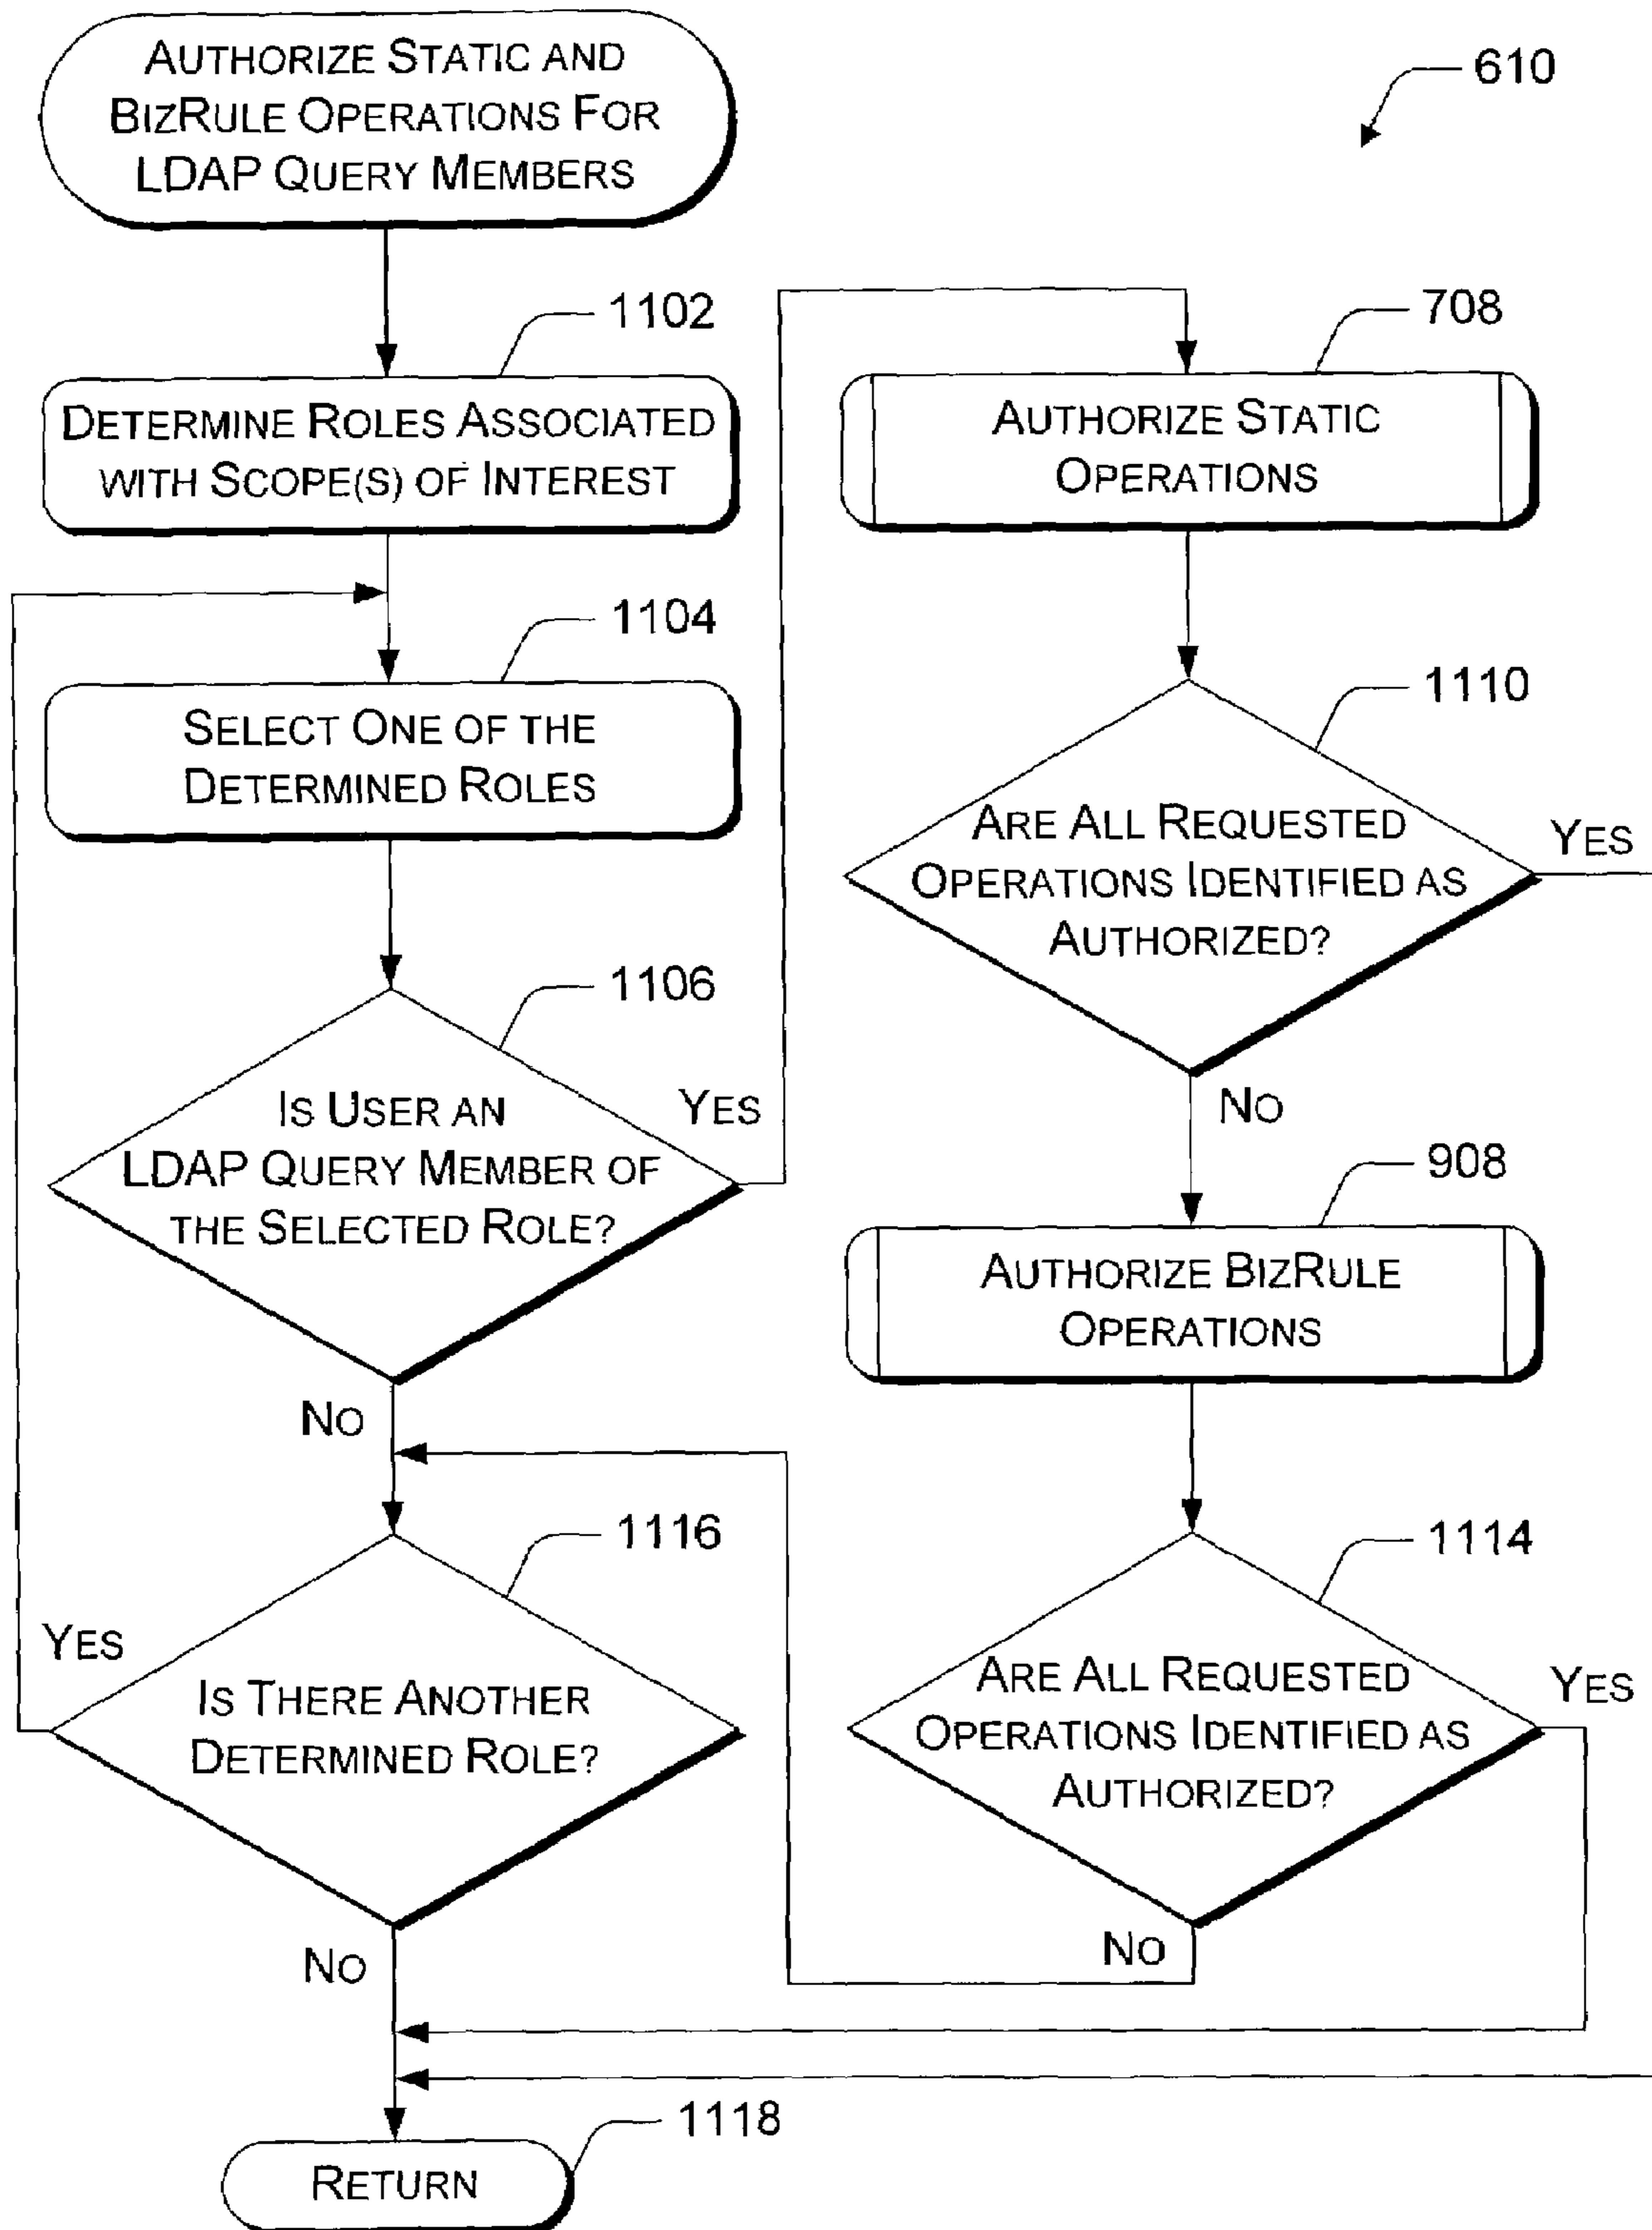 AUTHORIZE STATIC AND
BIZRULE OPERATIONS FOR
LDAP QUERY MEMBERS
610
1102
DETERMINE ROLES ASSOCIATED
WITH SCOPE(S) OF INTEREST
1104
SELECT ONE OF THE
DETERMINED ROLES
1106
IS USER AN
LDAP QUERY MEMBER OF
THE SELECTED ROLE?
YES
NO
708
AUTHORIZE STATIC
OPERATIONS
1110
ARE ALL REQUESTED
OPERATIONS IDENTIFIED AS
AUTHORIZED?
YES
NO
908
AUTHORIZE BIZRULE
OPERATIONS
1114
ARE ALL REQUESTED
OPERATIONS IDENTIFIED AS
AUTHORIZED?
YES
NO
1116
IS THERE ANOTHER
DETERMINED ROLE?
YES
NO
1118
RETURN